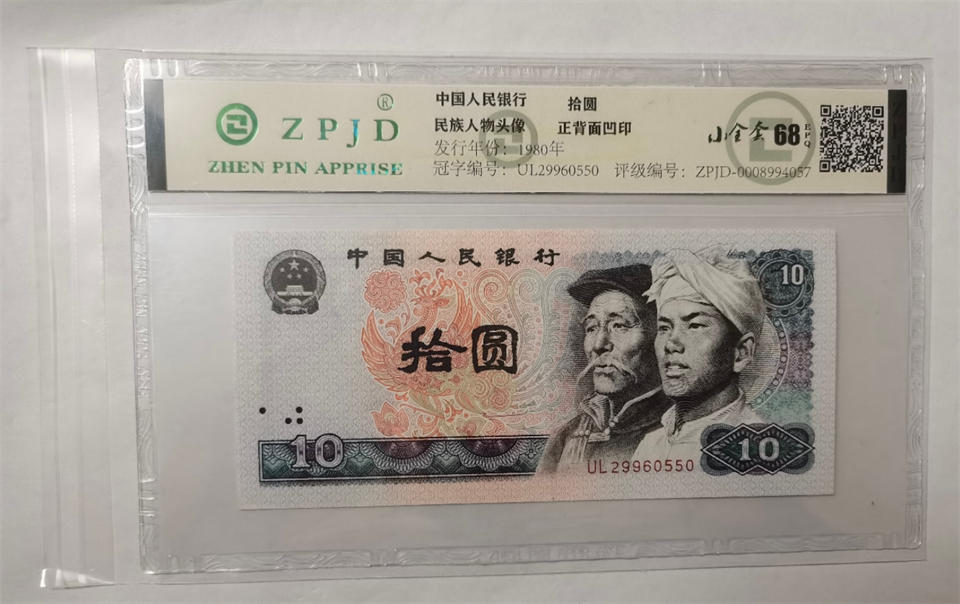 ZPJD ®
ZHEN PIN APPRISE
中国人民银行 拾圆
民族人物头像 正背面凹印
发行年份：1980年
冠字编号：UL29960550 评级编号：ZPJD-0008994057
小全套 68 EPQ
中国人民银行
10
拾圆
10
UL29960550
10